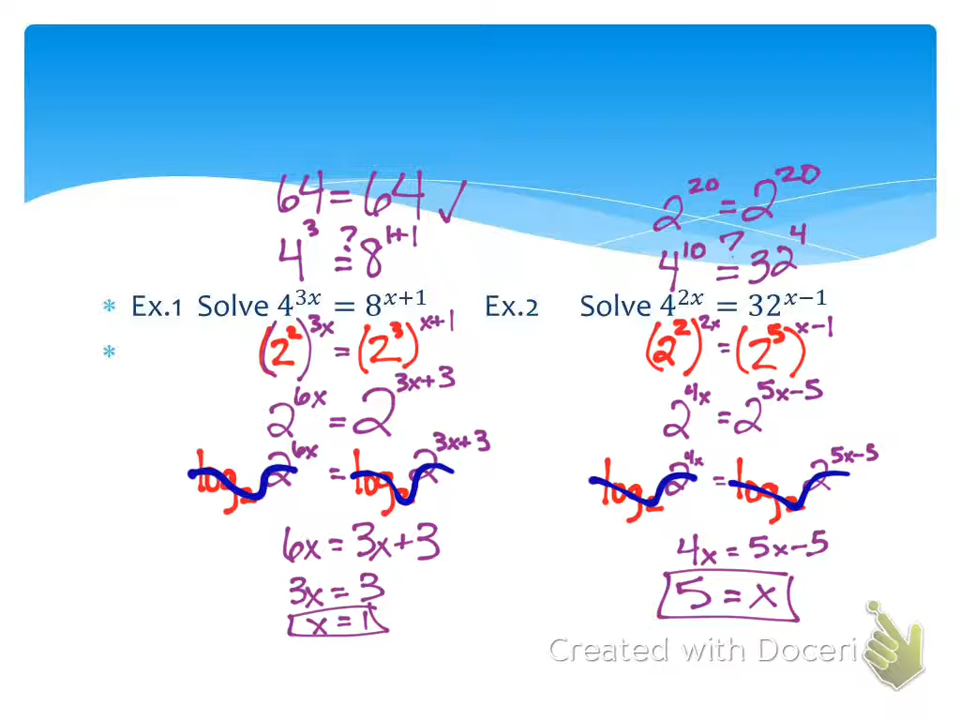 64 = 64 ✓
4³ ≟ 8¹⁺¹
2²⁰ = 2²⁰
4¹⁰ ≟ 32⁴
* Ex.1 Solve 4³ˣ = 8ˣ⁺¹ Ex.2 Solve 4²ˣ = 32ˣ⁻¹
*
(2²)³ˣ = (2³)ˣ⁺¹
2⁶ˣ = 2³ˣ⁺³
log₂ 2⁶ˣ = log₂ 2³ˣ⁺³
6x = 3x+3
3x = 3
x = 1
(2²)²ˣ = (2⁵)ˣ⁻¹
2⁴ˣ = 2⁵ˣ⁻⁵
log₂ 2⁴ˣ = log₂ 2⁵ˣ⁻⁵
4x = 5x-5
5 = x
Created with Doceri